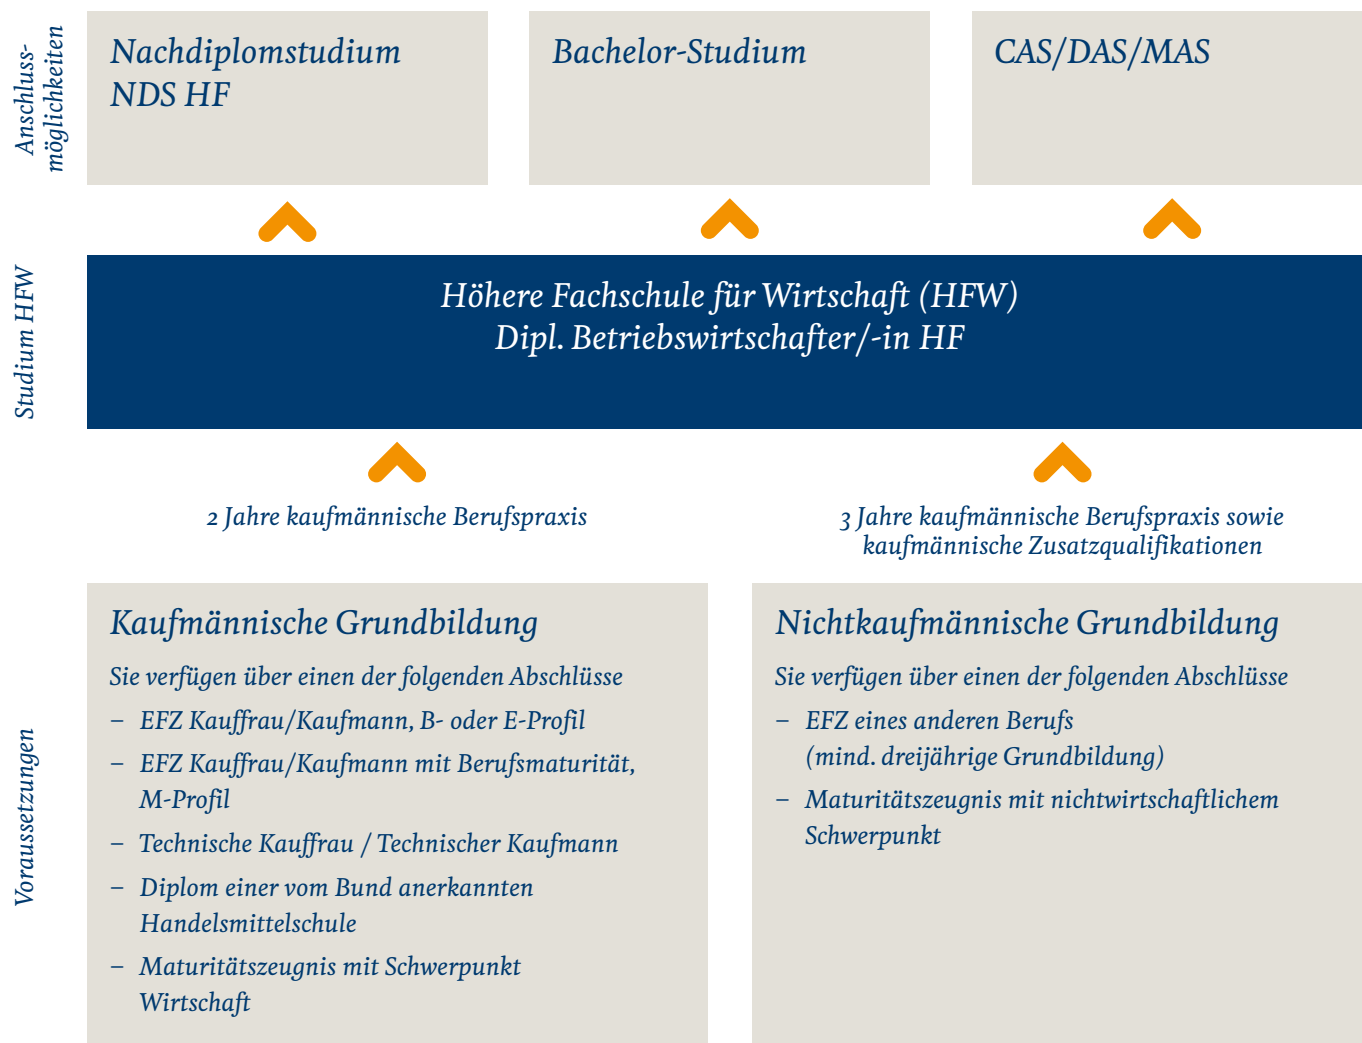 Anschluss-
möglichkeiten
Nachdiplomstudium
NDS HF
Bachelor-Studium
CAS/DAS/MAS
Studium HFW
Höhere Fachschule für Wirtschaft (HFW)
Dipl. Betriebswirtschafter/-in HF
2 Jahre kaufmännische Berufspraxis
3 Jahre kaufmännische Berufspraxis sowie
kaufmännische Zusatzqualifikationen
Voraussetzungen
Kaufmännische Grundbildung
Sie verfügen über einen der folgenden Abschlüsse
– EFZ Kauffrau/Kaufmann, B- oder E-Profil
– EFZ Kauffrau/Kaufmann mit Berufsmaturität,
M-Profil
– Technische Kauffrau / Technischer Kaufmann
– Diplom einer vom Bund anerkannten
Handelsmittelschule
– Maturitätszeugnis mit Schwerpunkt
Wirtschaft
Nichtkaufmännische Grundbildung
Sie verfügen über einen der folgenden Abschlüsse
– EFZ eines anderen Berufs
(mind. dreijährige Grundbildung)
– Maturitätszeugnis mit nichtwirtschaftlichem
Schwerpunkt